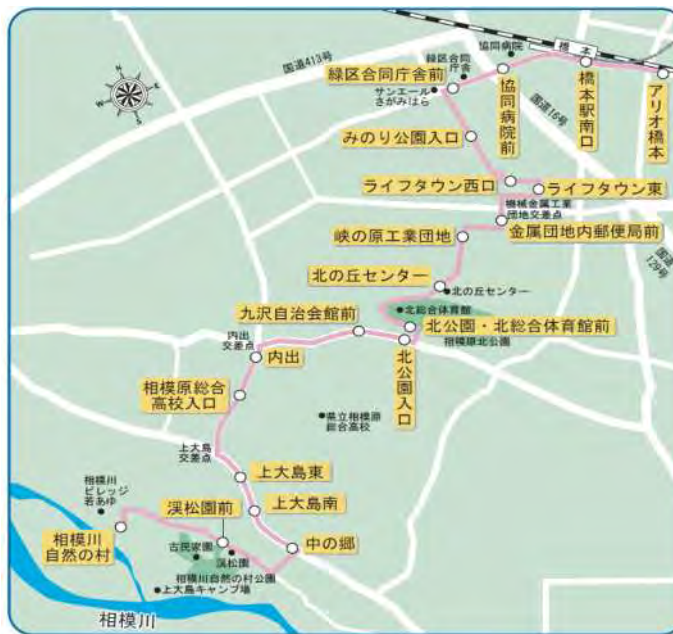 国道413号
協同病院
橋本
緑区合同
庁舎
緑区合同庁舎前
サンエール
さがみはら
協同病院前
橋本駅南口
アリオ橋本
国道16号
みのり公園入口
ライフタウン西口
ライフタウン東
機械金属工業
団地交差点
金属団地内郵便局前
峡の原工業団地
国道
129号
北の丘センター
北の丘センター
北総合体育館
九沢自治会館前
北公園・北総合体育館前
相模原北公園
内出
交差点
内出
北公園入口
相模原総合
高校入口
県立相模原
総合高校
上大島
交差点
上大島東
相模川
ビレッジ
若あゆ
渓松園前
上大島南
相模川
自然の村
古民家園
渓松園
中の郷
相模川自然の村公園
上大島キャンプ場
相模川
N
W
E
S